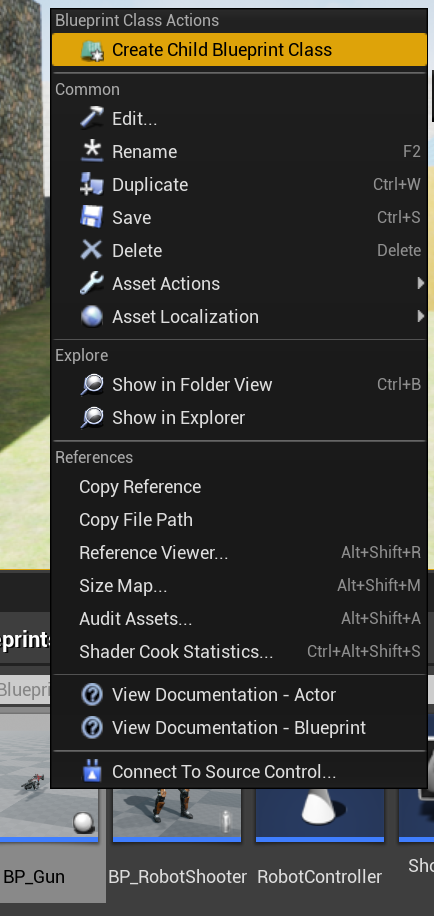 Blueprint Class Actions
Create Child Blueprint Class
Common
Edit...
Rename F2
Duplicate Ctrl+W
Save Ctrl+S
Delete Delete
Asset Actions
Asset Localization
Explore
Show in Folder View Ctrl+B
Show in Explorer
References
Copy Reference
Copy File Path
Reference Viewer... Alt+Shift+R
Size Map... Alt+Shift+M
Audit Assets... Alt+Shift+A
Shader Cook Statistics... Ctrl+Alt+Shift+S
View Documentation - Actor
View Documentation - Blueprint
Connect To Source Control...
BP_Gun BP_RobotShooter RobotController